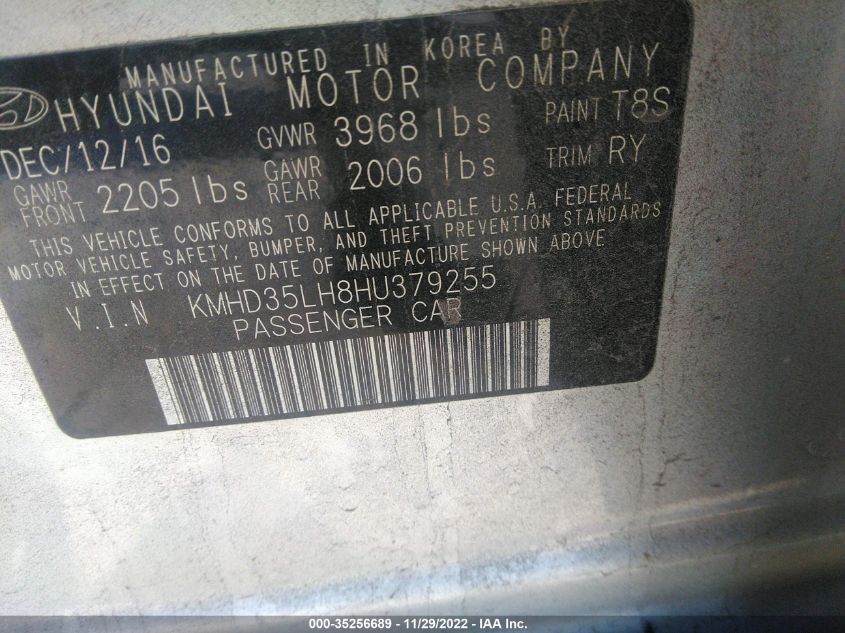 MANUFACTURED IN KOREA BY
HYUNDAI MOTOR COMPANY
DEC/12/16 GVWR 3968 lbs PAINT T8S
GAWR FRONT 2205 lbs GAWR REAR 2006 lbs TRIM RY
THIS VEHICLE CONFORMS TO ALL APPLICABLE U.S.A. FEDERAL
MOTOR VEHICLE SAFETY, BUMPER, AND THEFT PREVENTION STANDARDS
IN EFFECT ON THE DATE OF MANUFACTURE SHOWN ABOVE
V.I.N KMHD35LH8HU379255
PASSENGER CAR
000-35256689 - 11/29/2022 - IAA Inc.